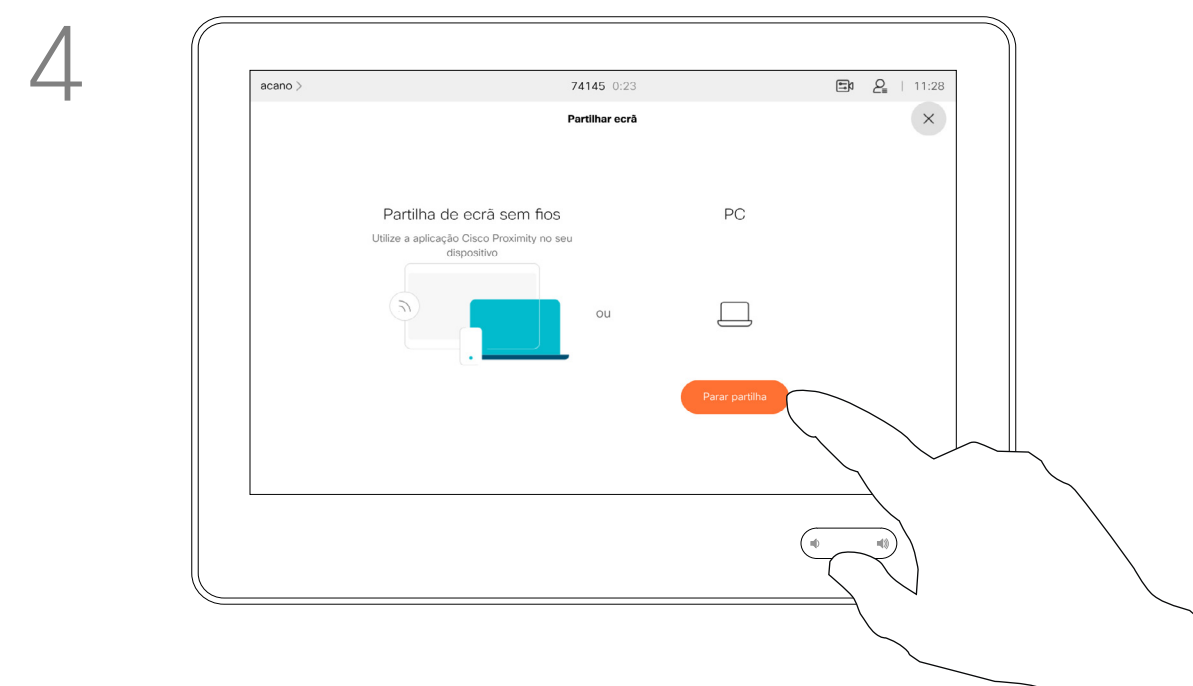 4
acano >
74145 0:23
11:28
Partilhar ecrã
Partilha de ecrã sem fios
PC
Utilize a aplicação Cisco Proximity no seu
dispositivo
ou
Parar partilha